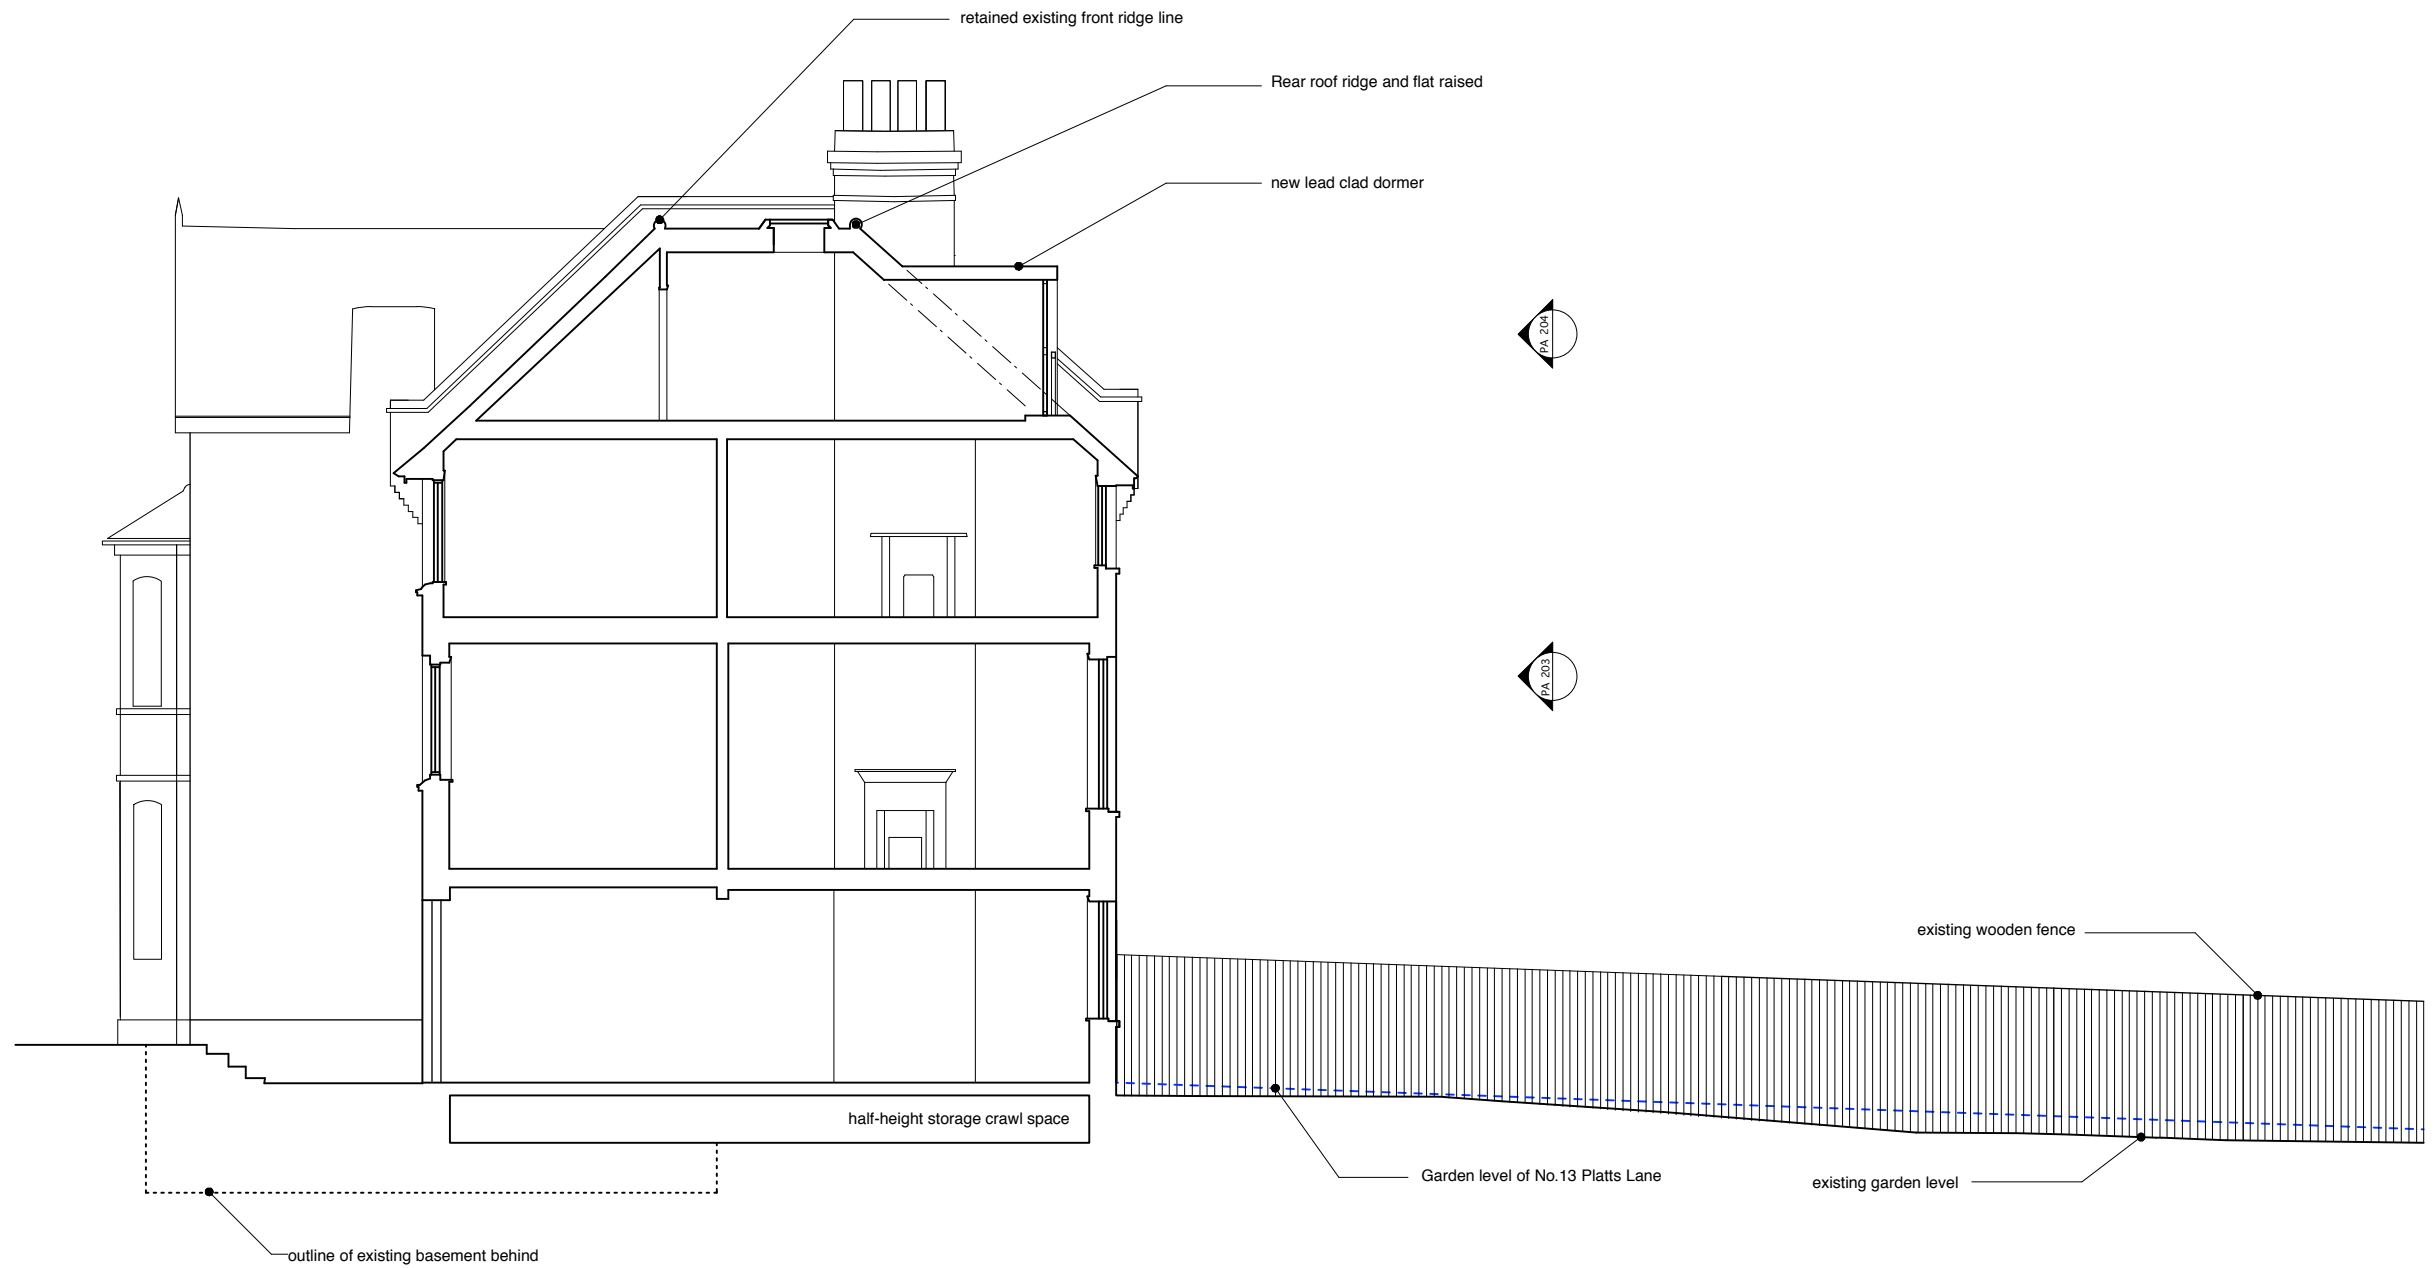 retained existing front ridge line
Rear roof ridge and flat raised
new lead clad dormer
PA 204
PA 203
existing wooden fence
half-height storage crawl space
Garden level of No.13 Platts Lane
existing garden level
outline of existing basement behind